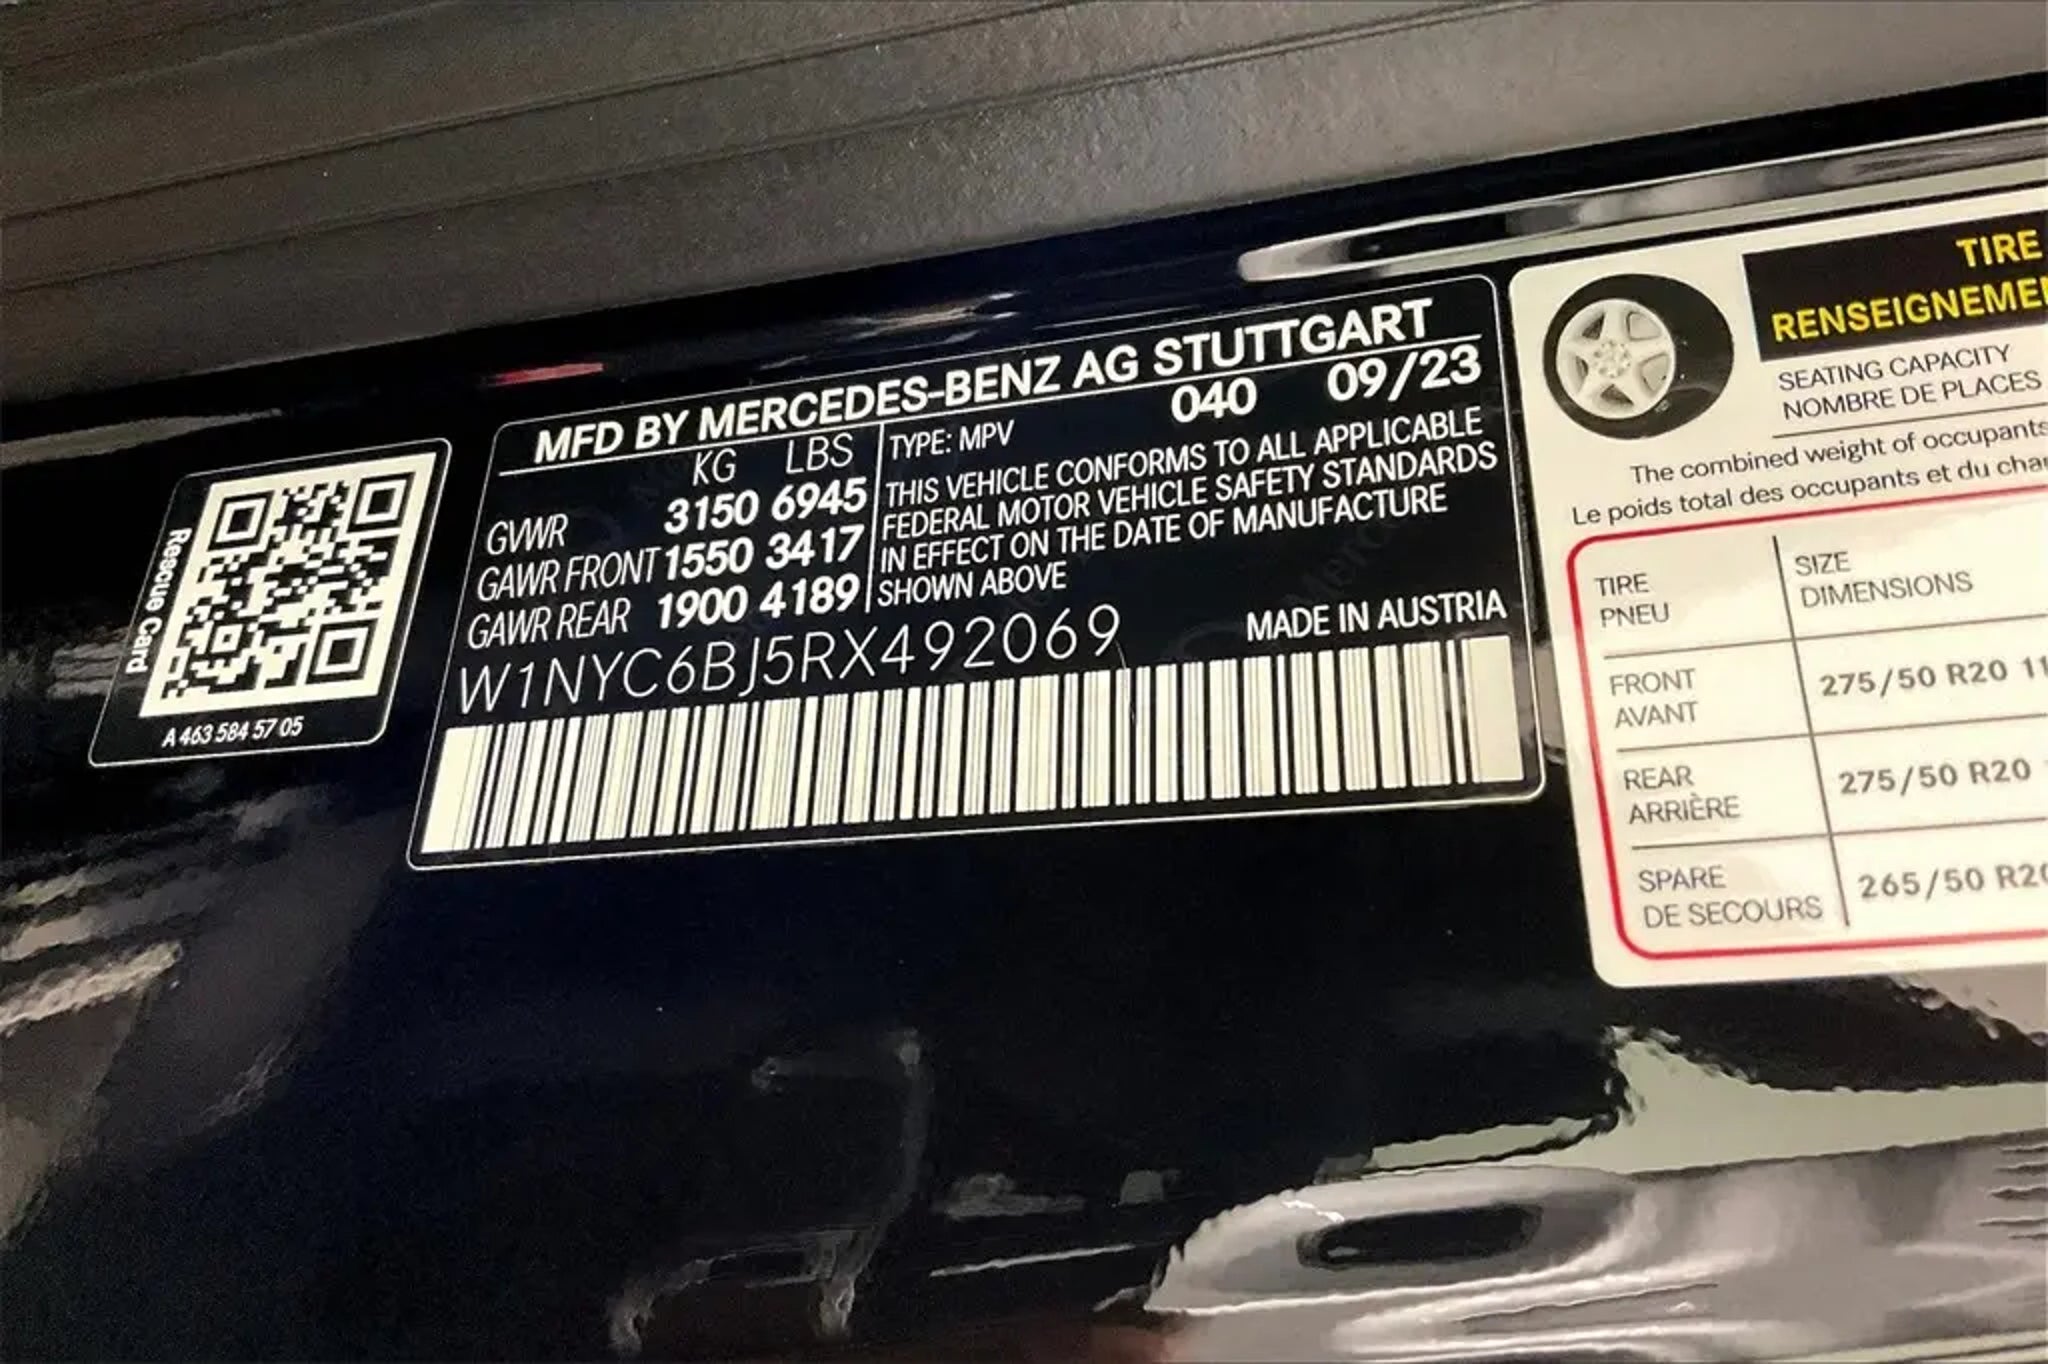 Rescue Card
A 463 584 57 05
MFD BY MERCEDES-BENZ AG STUTTGART
KG LBS
GVWR 3150 6945
GAWR FRONT 1550 3417
GAWR REAR 1900 4189
TYPE: MPV 040 09/23
THIS VEHICLE CONFORMS TO ALL APPLICABLE
FEDERAL MOTOR VEHICLE SAFETY STANDARDS
IN EFFECT ON THE DATE OF MANUFACTURE
SHOWN ABOVE
W1NYC6BJ5RX492069
MADE IN AUSTRIA
TIRE
RENSEIGNEME
SEATING CAPACITY
NOMBRE DE PLACES
The combined weight of occupants
Le poids total des occupants et du cha
TIRE
PNEU
SIZE
DIMENSIONS
FRONT
AVANT
275/50 R20 11
REAR
ARRIÈRE
275/50 R20
SPARE
DE SECOURS
265/50 R20